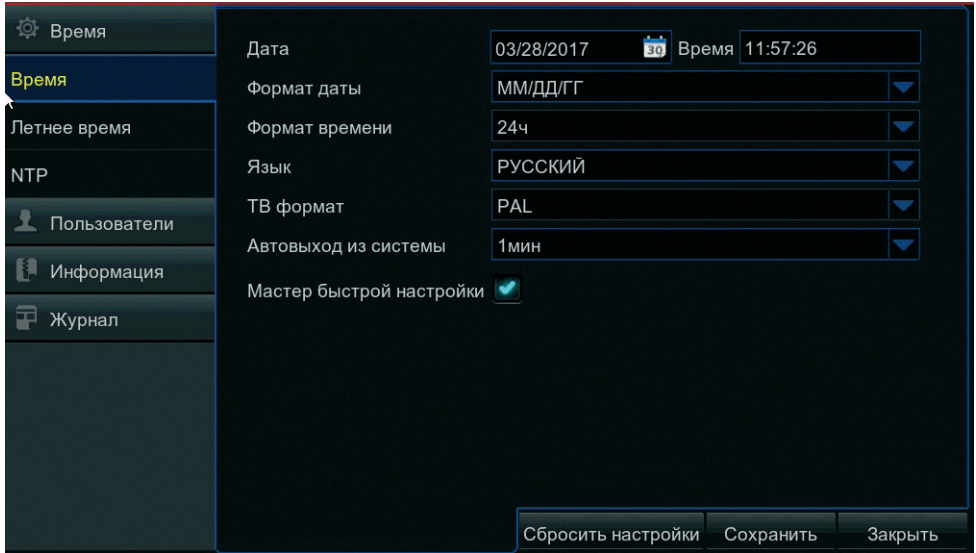 Время
Время
Летнее время
NTP
Пользователи
Информация
Журнал
Дата 03/28/2017 30 Время 11:57:26
Формат даты ММ/ДД/ГГ
Формат времени 24ч
Язык РУССКИЙ
ТВ формат PAL
Автовыход из системы 1мин
Мастер быстрой настройки
Сбросить настройки Сохранить Закрыть